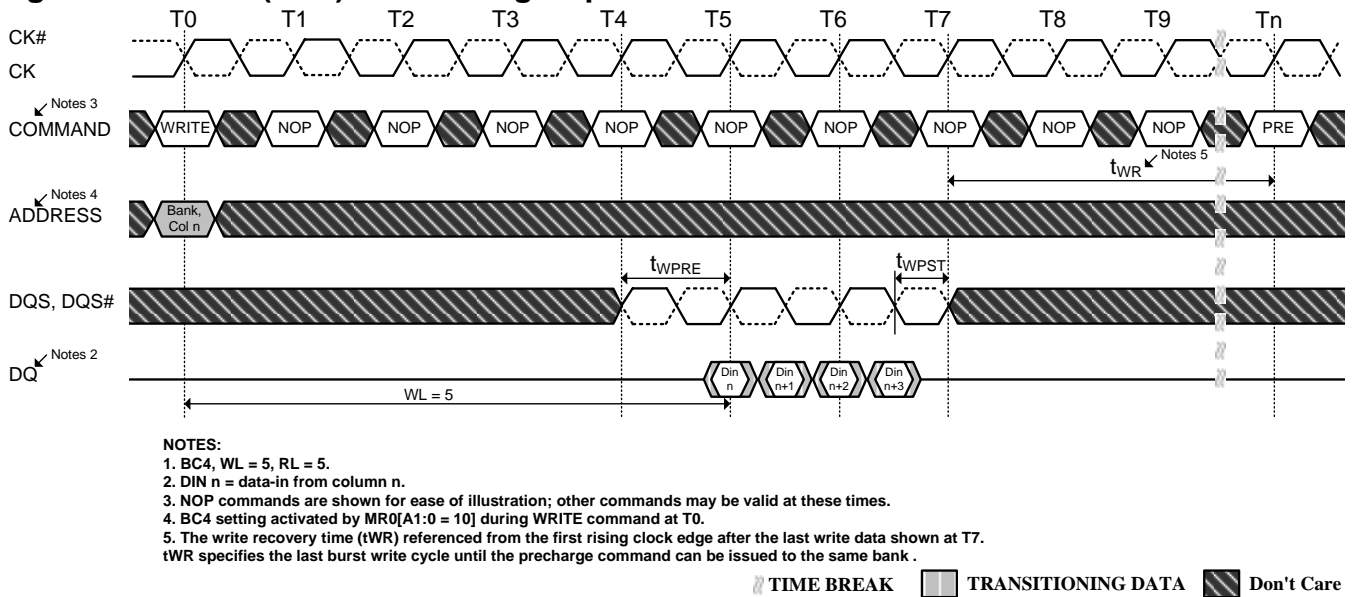 T0 T1 T2 T3 T4 T5 T6 T7 T8 T9 Tn
CK#
CK
Notes 3
COMMAND
WRITE NOP NOP NOP NOP NOP NOP NOP NOP NOP PRE
tWR
Notes 5
Notes 4
ADDRESS
Bank,
Col n
tWPRE
tWPST
DQS, DQS#
Notes 2
DQ
Din
n
Din
n+1
Din
n+2
Din
n+3
WL = 5
NOTES:
1. BC4, WL = 5, RL = 5.
2. DIN n = data-in from column n.
3. NOP commands are shown for ease of illustration; other commands may be valid at these times.
4. BC4 setting activated by MR0[A1:0 = 10] during WRITE command at T0.
5. The write recovery time (tWR) referenced from the first rising clock edge after the last write data shown at T7.
tWR specifies the last burst write cycle until the precharge command can be issued to the same bank .
TIME BREAK
TRANSITIONING DATA
Don't Care